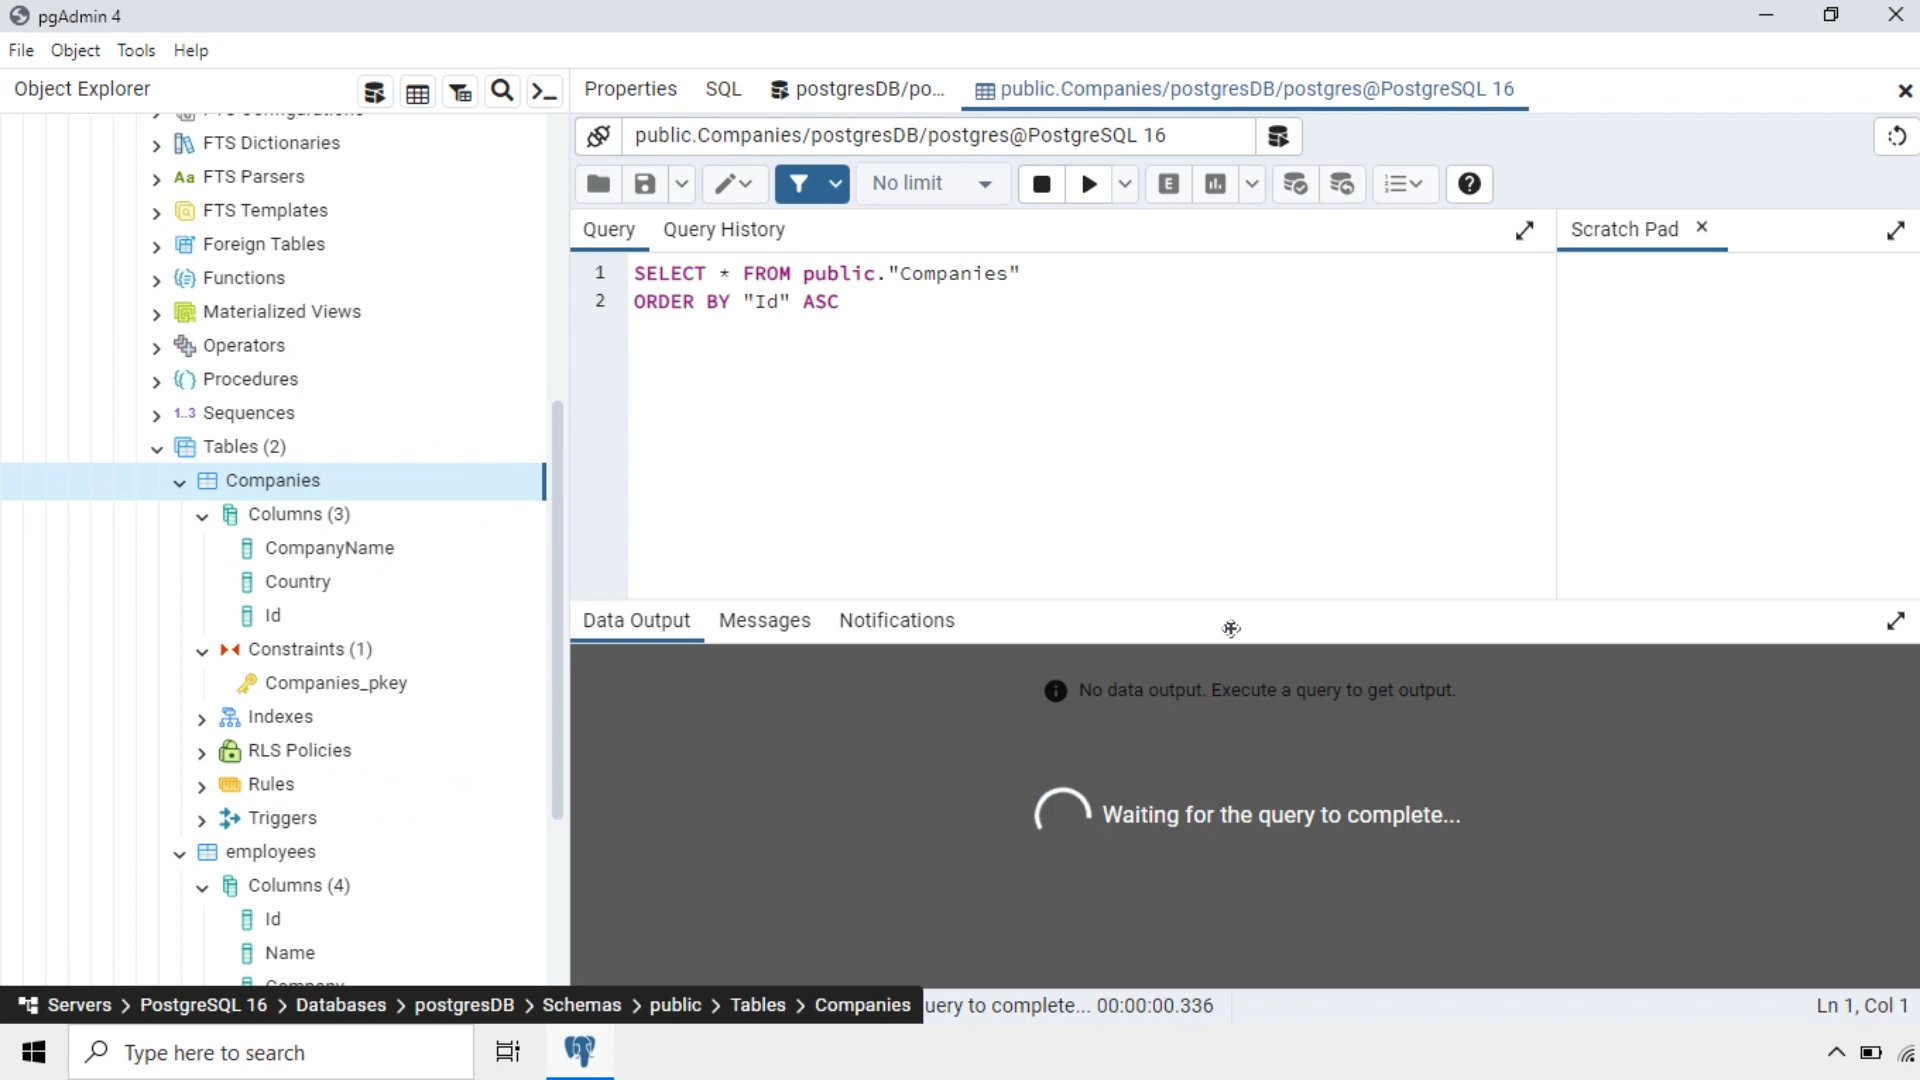 pgAdmin 4
File Object Tools Help
Object Explorer
Properties SQL postgresDB/po... public.Companies/postgresDB/postgres@PostgreSQL 16
public.Companies/postgresDB/postgres@PostgreSQL 16
No limit
E
Query Query History
Scratch Pad
1 SELECT * FROM public."Companies"
2 ORDER BY "Id" ASC
FTS Configurations
FTS Dictionaries
Aa FTS Parsers
FTS Templates
Foreign Tables
Functions
Materialized Views
Operators
Procedures
1..3 Sequences
Tables (2)
Companies
Columns (3)
CompanyName
Country
Id
Constraints (1)
Companies_pkey
Indexes
RLS Policies
Rules
Triggers
employees
Columns (4)
Id
Name
Company
Data Output Messages Notifications
No data output. Execute a query to get output.
Waiting for the query to complete...
Servers > PostgreSQL 16 > Databases > postgresDB > Schemas > public > Tables > Companies
uery to complete... 00:00:00.336
Ln 1, Col 1
Type here to search